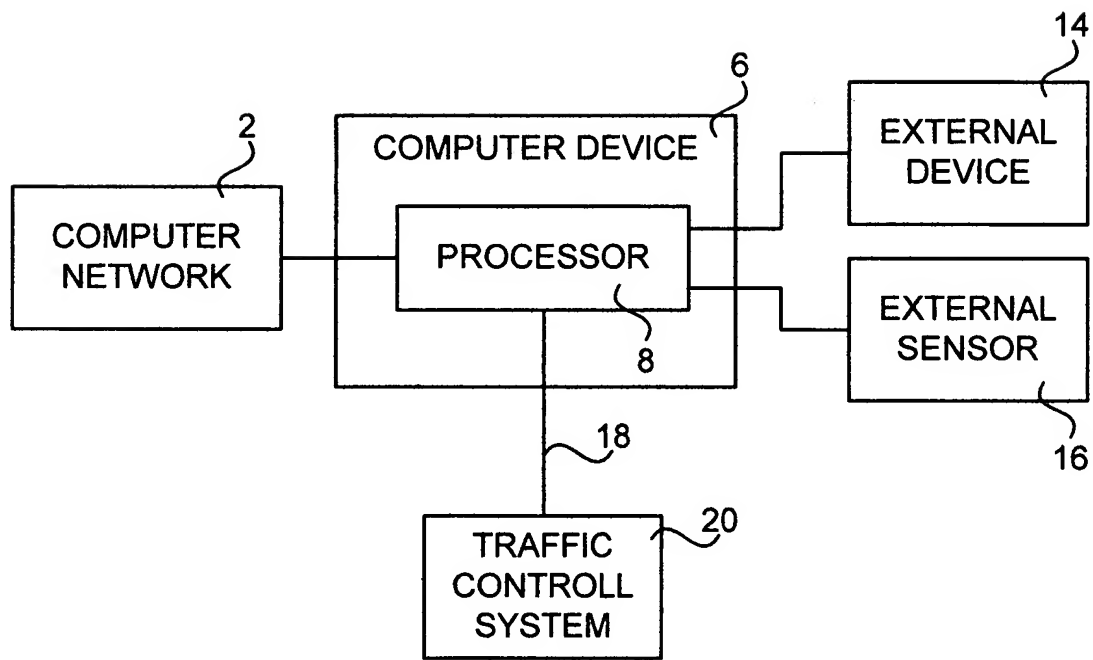 14
6
2
EXTERNAL
DEVICE
COMPUTER DEVICE
COMPUTER
NETWORK
PROCESSOR
8
EXTERNAL
SENSOR
16
18
20
TRAFFIC
CONTROLL
SYSTEM